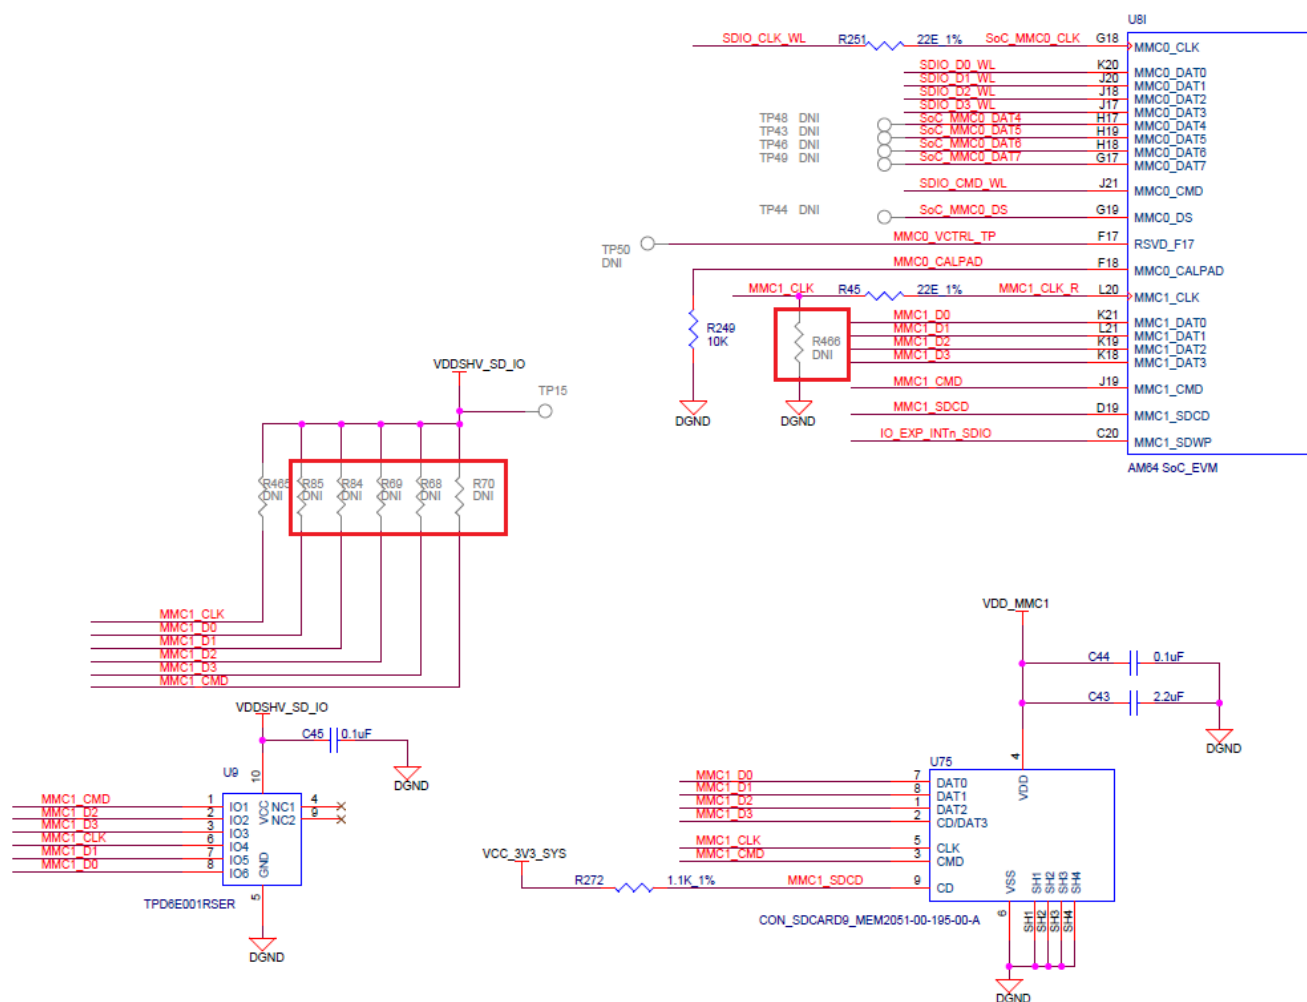 U8I
SDIO_CLK_WL R251 22E_1% SoC_MMC0_CLK G18 MMC0_CLK
SDIO_D0_WL K20 MMC0_DAT0
SDIO_D1_WL J20 MMC0_DAT1
SDIO_D2_WL J18 MMC0_DAT2
SDIO_D3_WL J17 MMC0_DAT3
TP48 DNI SoC_MMC0_DAT4 H17 MMC0_DAT4
TP43 DNI SoC_MMC0_DAT5 H19 MMC0_DAT5
TP46 DNI SoC_MMC0_DAT6 H18 MMC0_DAT6
TP49 DNI SoC_MMC0_DAT7 G17 MMC0_DAT7
SDIO_CMD_WL J21 MMC0_CMD
TP44 DNI SoC_MMC0_DS G19 MMC0_DS
TP50 MMC0_VCTRL_TP F17 RSVD_F17
DNI
MMC0_CALPAD F18 MMC0_CALPAD
MMC1_CLK R45 22E_1% MMC1_CLK_R L20 MMC1_CLK
MMC1_D0 K21 MMC1_DAT0
MMC1_D1 L21 MMC1_DAT1
MMC1_D2 K19 MMC1_DAT2
MMC1_D3 K18 MMC1_DAT3
R249
10K
R466
DNI
MMC1_CMD J19 MMC1_CMD
DGND DGND
MMC1_SDCD D19 MMC1_SDCD
IO_EXP_INTn_SDIO C20 MMC1_SDWP
AM64 SoC_EVM
VDDSHV_SD_IO
TP15
R465 R85 R84 R69 R68 R70
DNI DNI DNI DNI DNI DNI
MMC1_CLK
MMC1_D0
MMC1_D1
MMC1_D2
MMC1_D3
MMC1_CMD
VDDSHV_SD_IO
C45 0.1uF
DGND
U9
10
MMC1_CMD 1 IO1 VCC NC1 4
MMC1_D2 2 IO2 NC2 9
MMC1_D3 3 IO3
MMC1_CLK 6 IO4
MMC1_D1 7 IO5 GND
MMC1_D0 8 IO6
5
TPD6E001RSER
DGND
VDD_MMC1
C44 0.1uF
C43 2.2uF
DGND
U75
4
VDD
MMC1_D0 7 DAT0
MMC1_D1 8 DAT1
MMC1_D2 1 DAT2
MMC1_D3 2 CD/DAT3
MMC1_CLK 5 CLK
MMC1_CMD 3 CMD
VCC_3V3_SYS
R272 1.1K_1% MMC1_SDCD 9 CD
VSS SH1 SH2 SH3 SH4
6 SH1 SH2 SH3 SH4
CON_SDCARD9_MEM2051-00-195-00-A
DGND